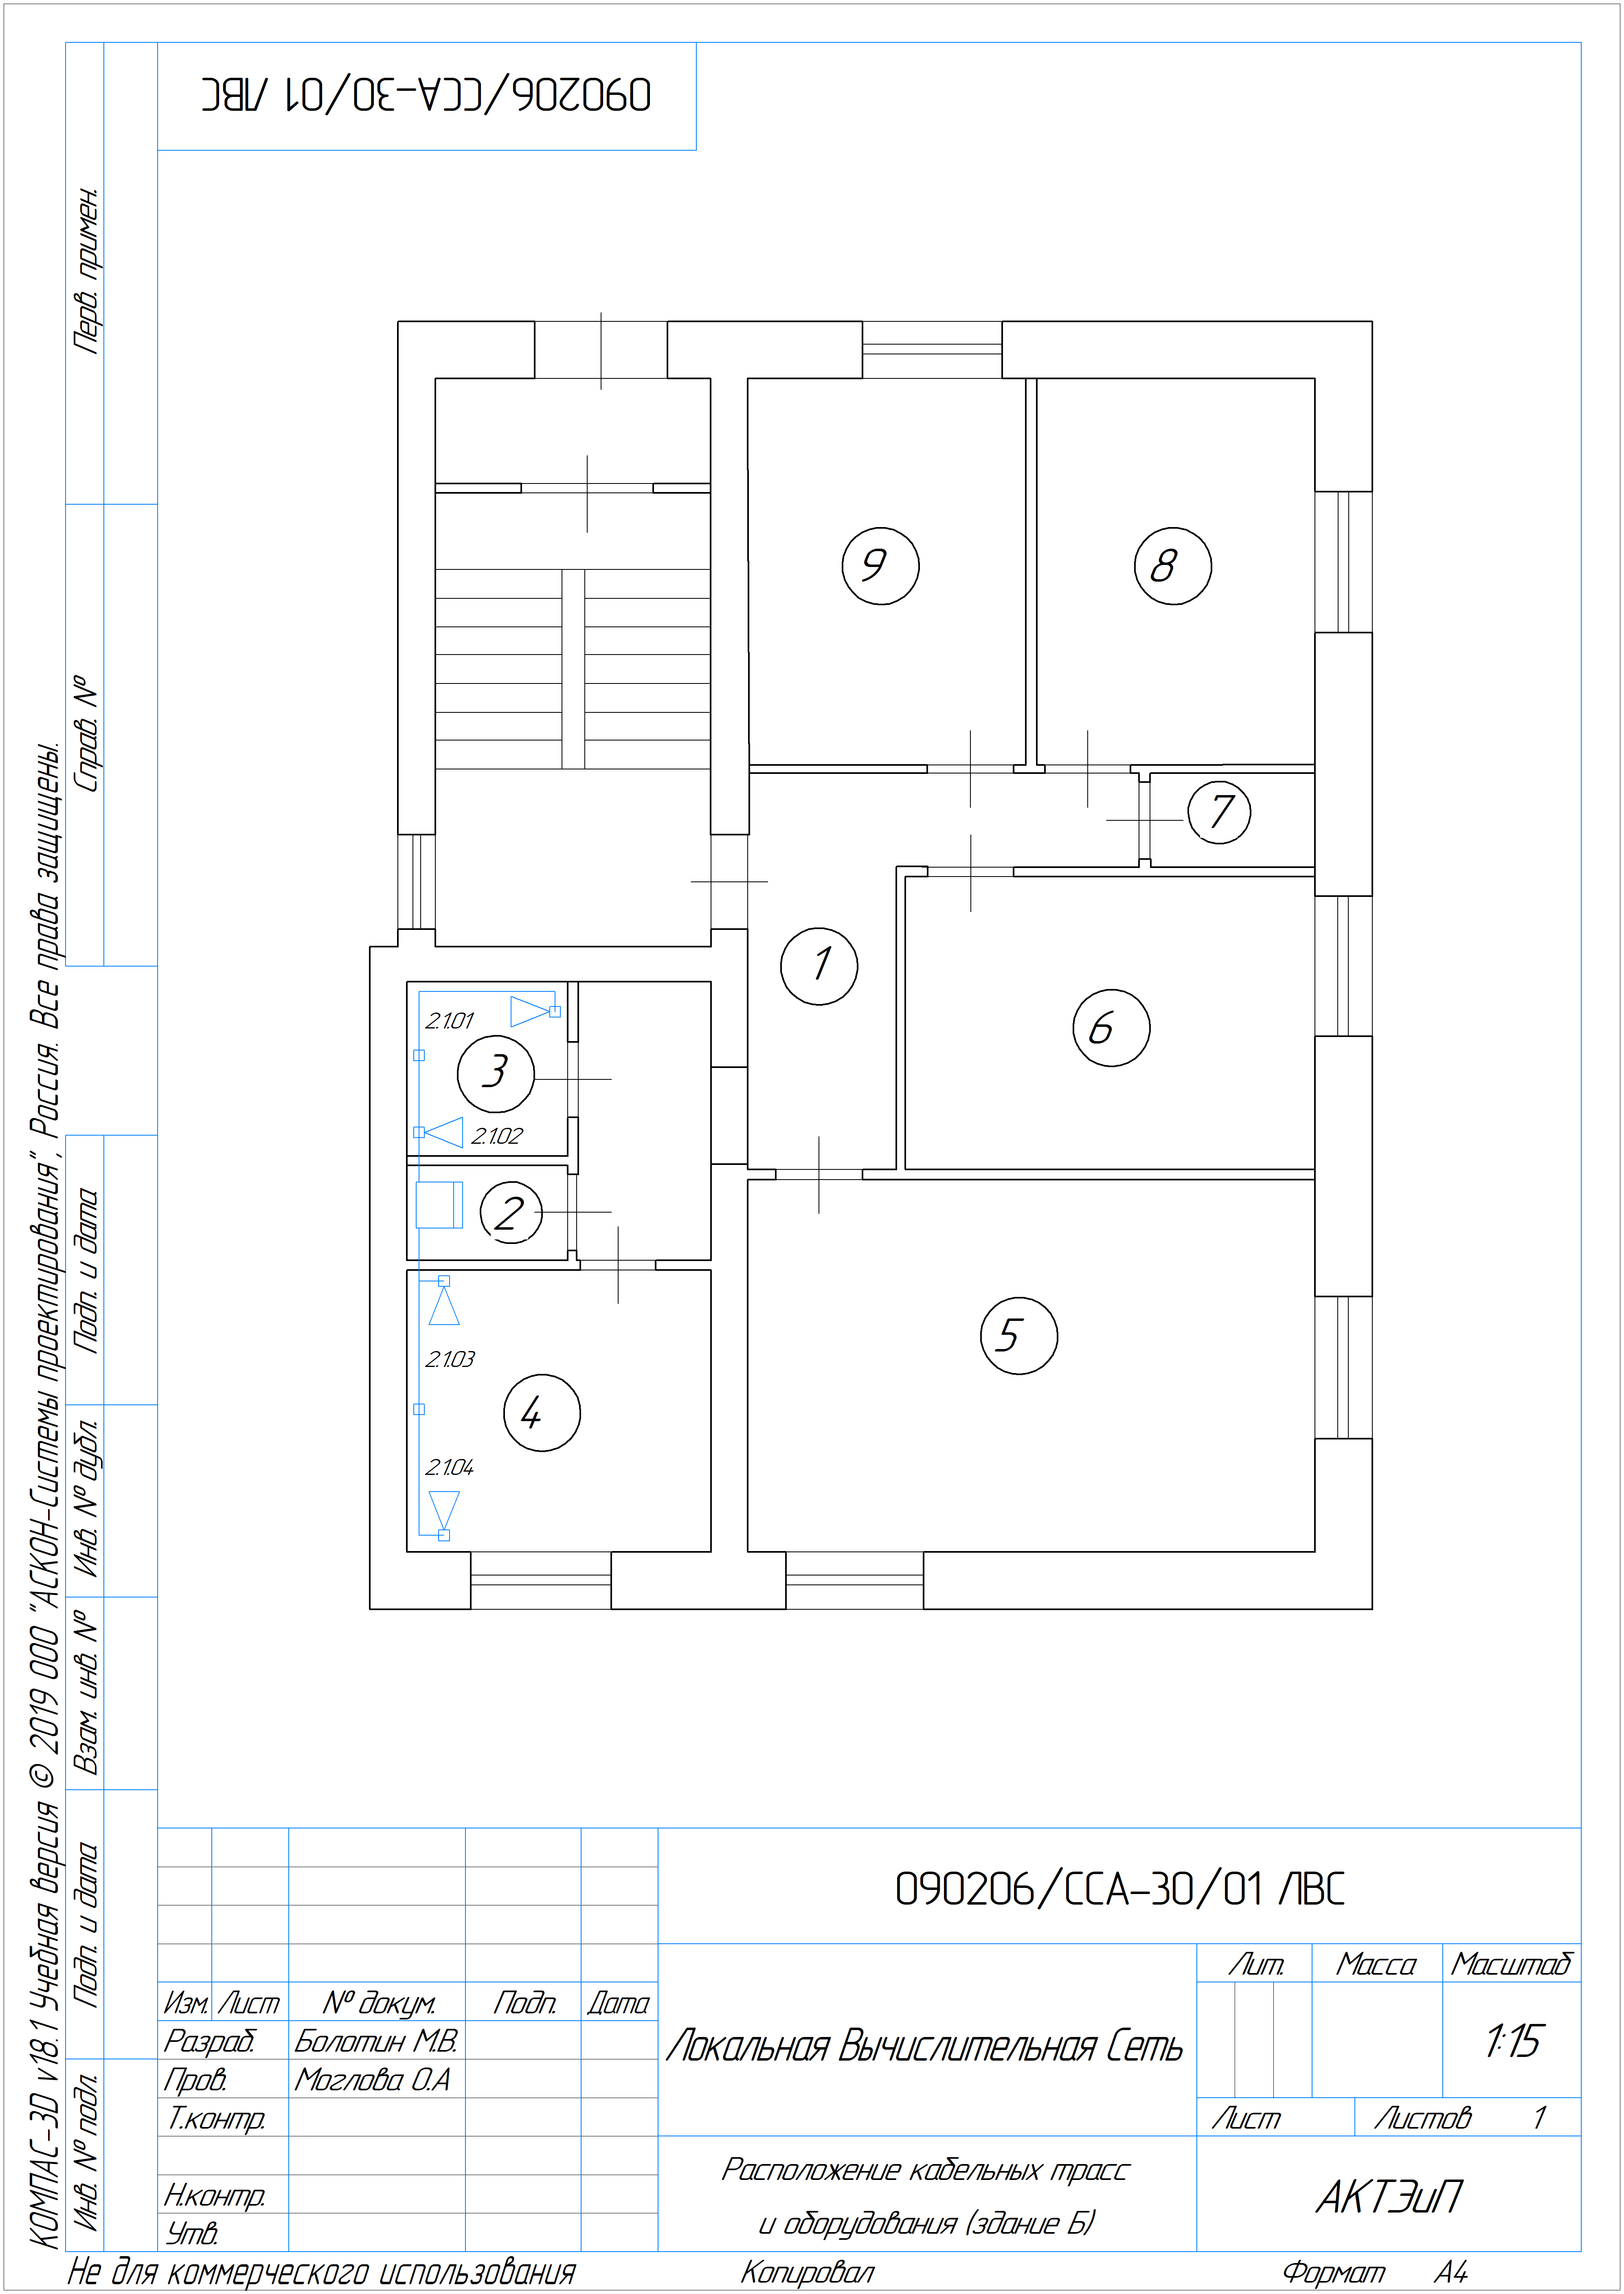 090206/ССА-30/01 ЛВС
Перв. примен.
Справ. №
Подп. и дата
Инв. № дубл.
Взам. инв. №
Подп. и дата
Инв. № подл.
КОМПАС-3D v18.1 Учебная версия © 2019 ООО "АСКОН-Системы проектирования", Россия. Все права защищены.
9
8
7
1
6
2.1.01
3
2.1.02
2
5
2.1.03
4
2.1.04
090206/ССА-30/01 ЛВС
Лит. Масса Масштаб
Изм. Лист № докум. Подп. Дата
Разраб. Болотин М.В.
Локальная Вычислительная Сеть
1:15
Пров. Моглова О.А
Т.контр.
Лист Листов 1
Расположение кабельных трасс
и оборудования (здание Б)
АКТЭиП
Н.контр.
Утв.
Не для коммерческого использования Копировал Формат А4